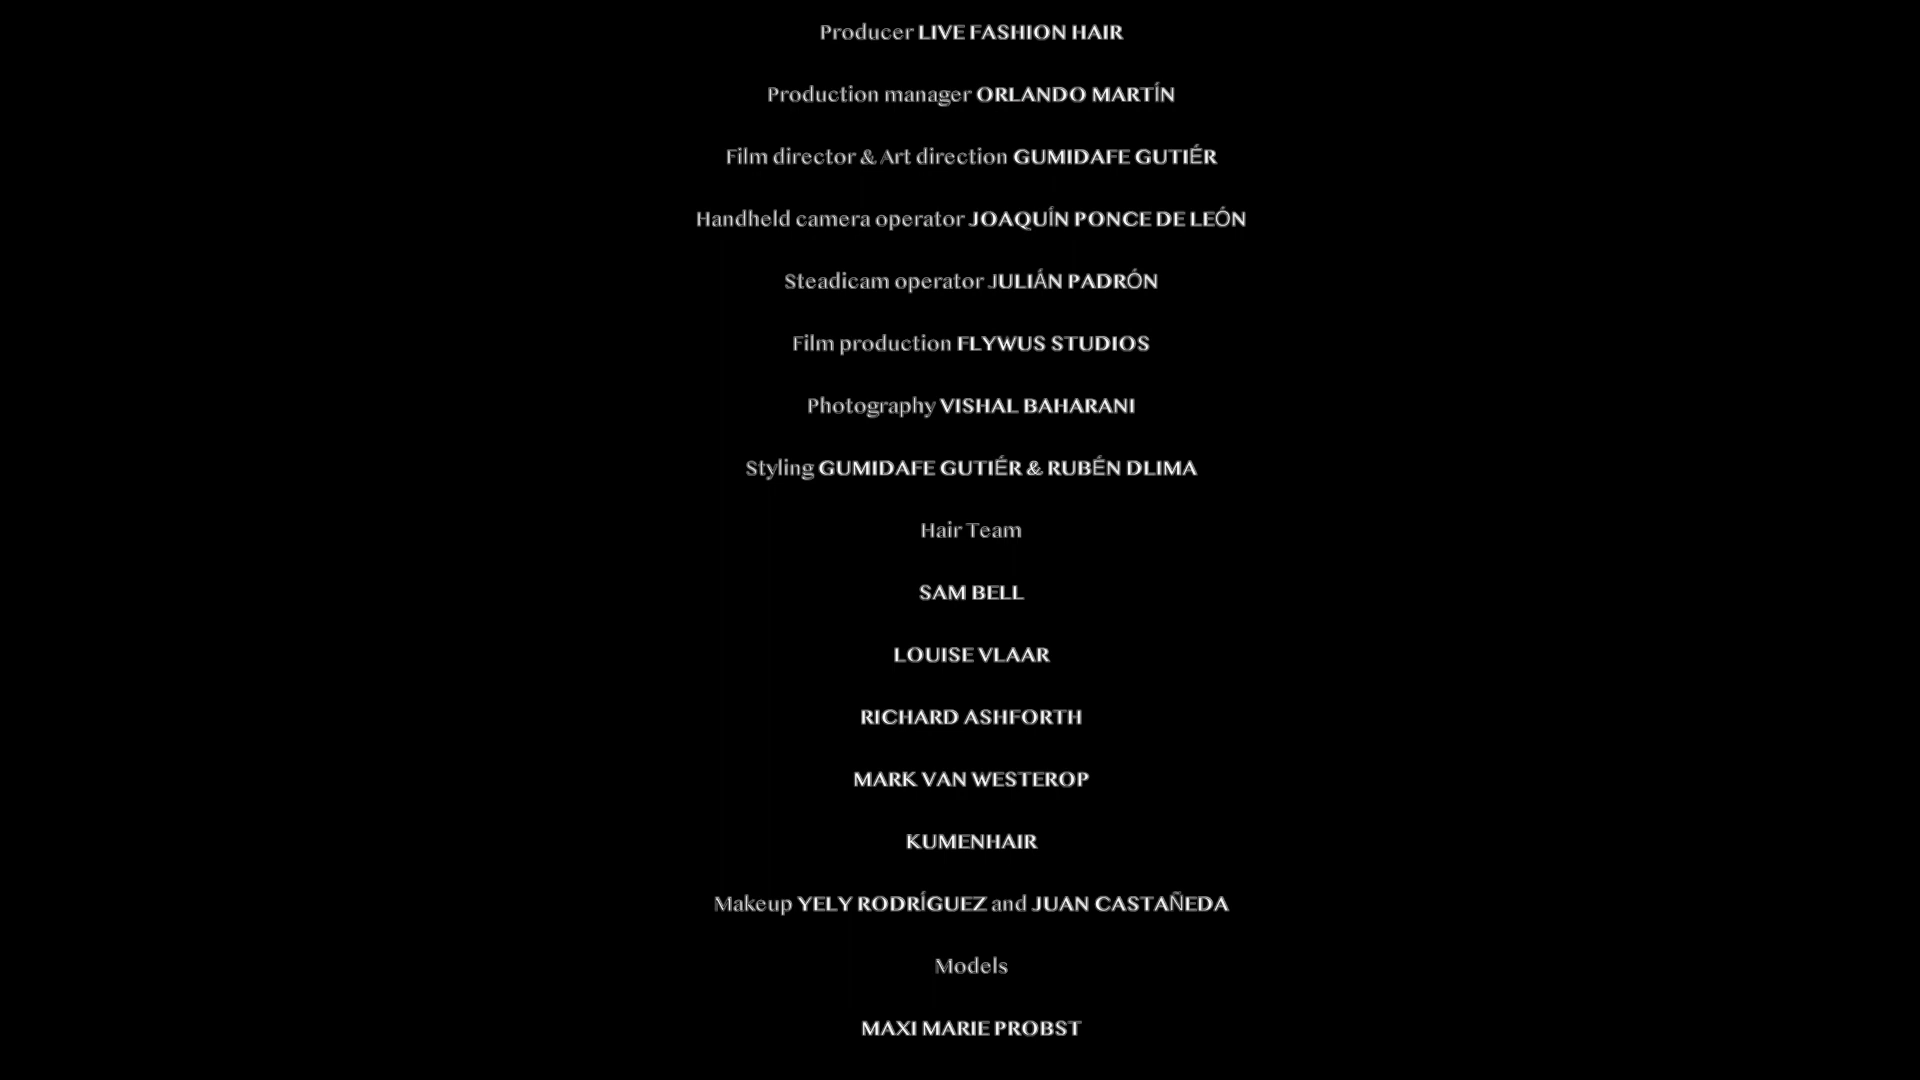 Producer LIVE FASHION HAIR
Production manager ORLANDO MARTÍN
Film director & Art direction GUMIDAFE GUTIÉR
Handheld camera operator JOAQUÍN PONCE DE LEÓN
Steadicam operator JULIÁN PADRÓN
Film production FLYWUS STUDIOS
Photography VISHAL BAHARANI
Styling GUMIDAFE GUTIÉR & RUBÉN DLIMA
Hair Team
SAM BELL
LOUISE VLAAR
RICHARD ASHFORTH
MARK VAN WESTEROP
KUMENHAIR
Makeup YELY RODRÍGUEZ and JUAN CASTAÑEDA
Models
MAXI MARIE PROBST